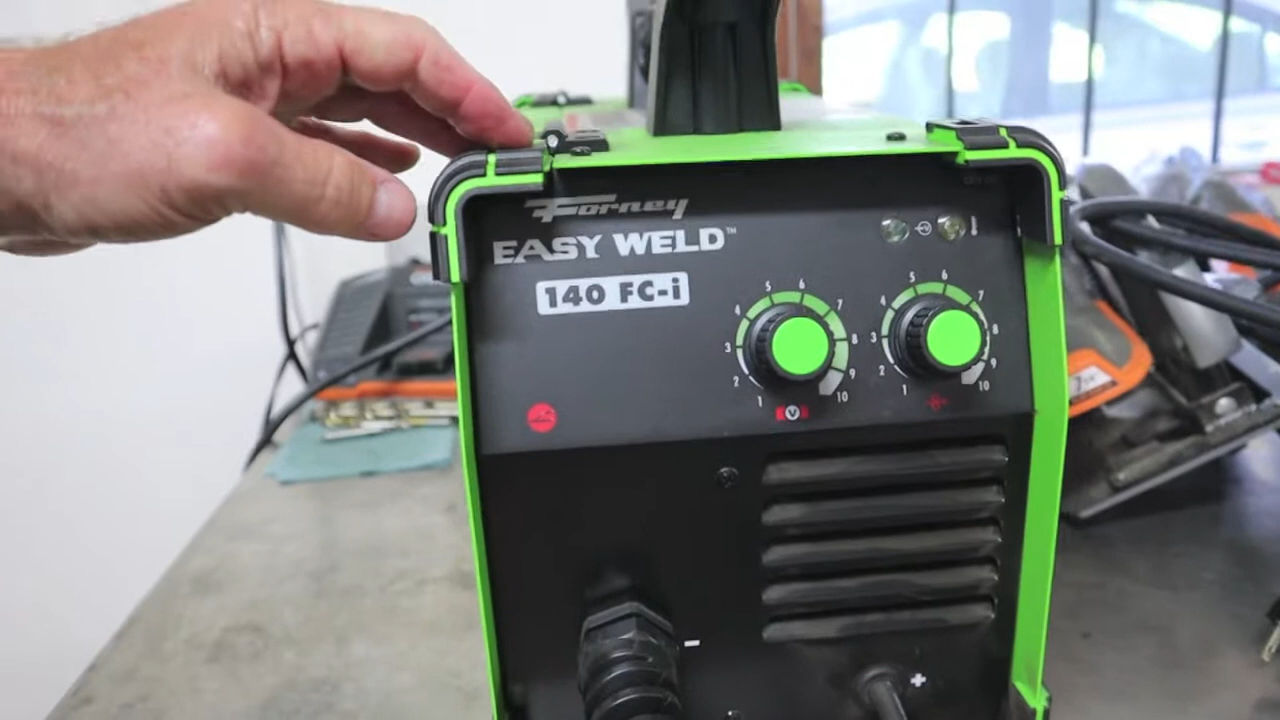 Forney
EASY WELD™
140 FC-i
1 2 3 4 5 6 7 8 9 10
V
1 2 3 4 5 6 7 8 9 10
-
+